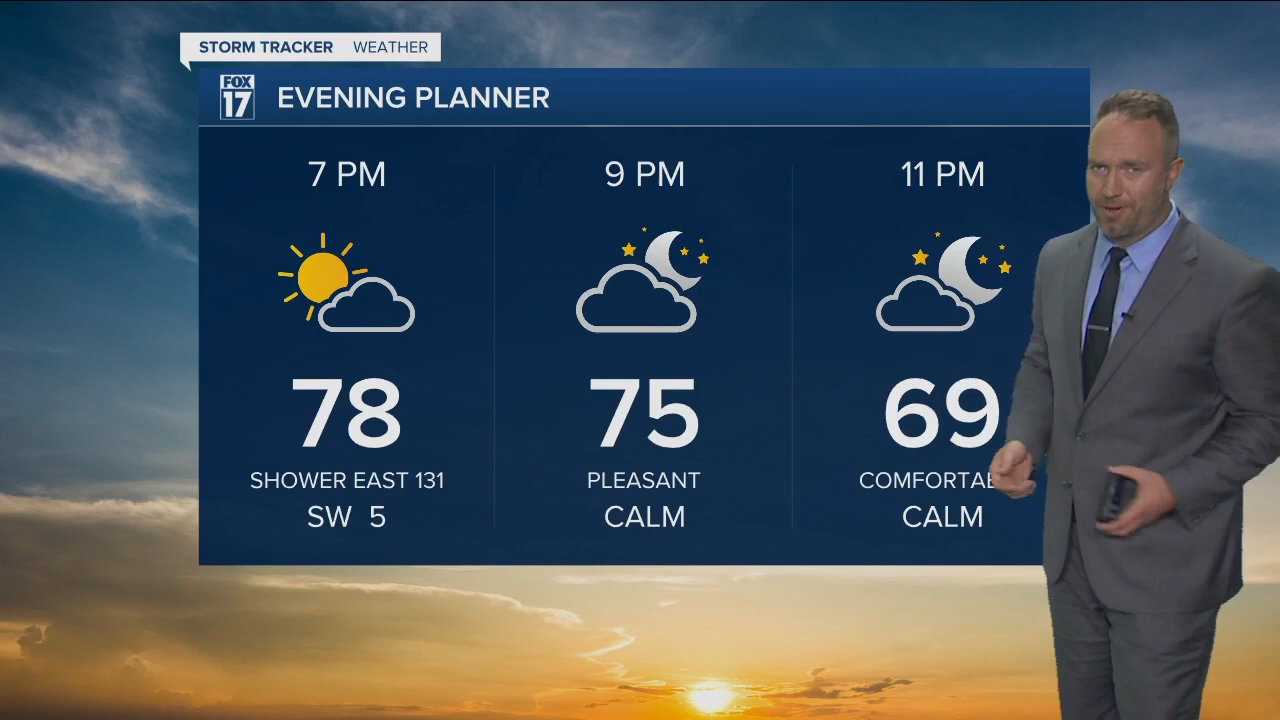 STORM TRACKER WEATHER
FOX
17
EVENING PLANNER
7 PM
9 PM
11 PM
78
75
69
SHOWER EAST 131
PLEASANT
SW 5
CALM
CALM